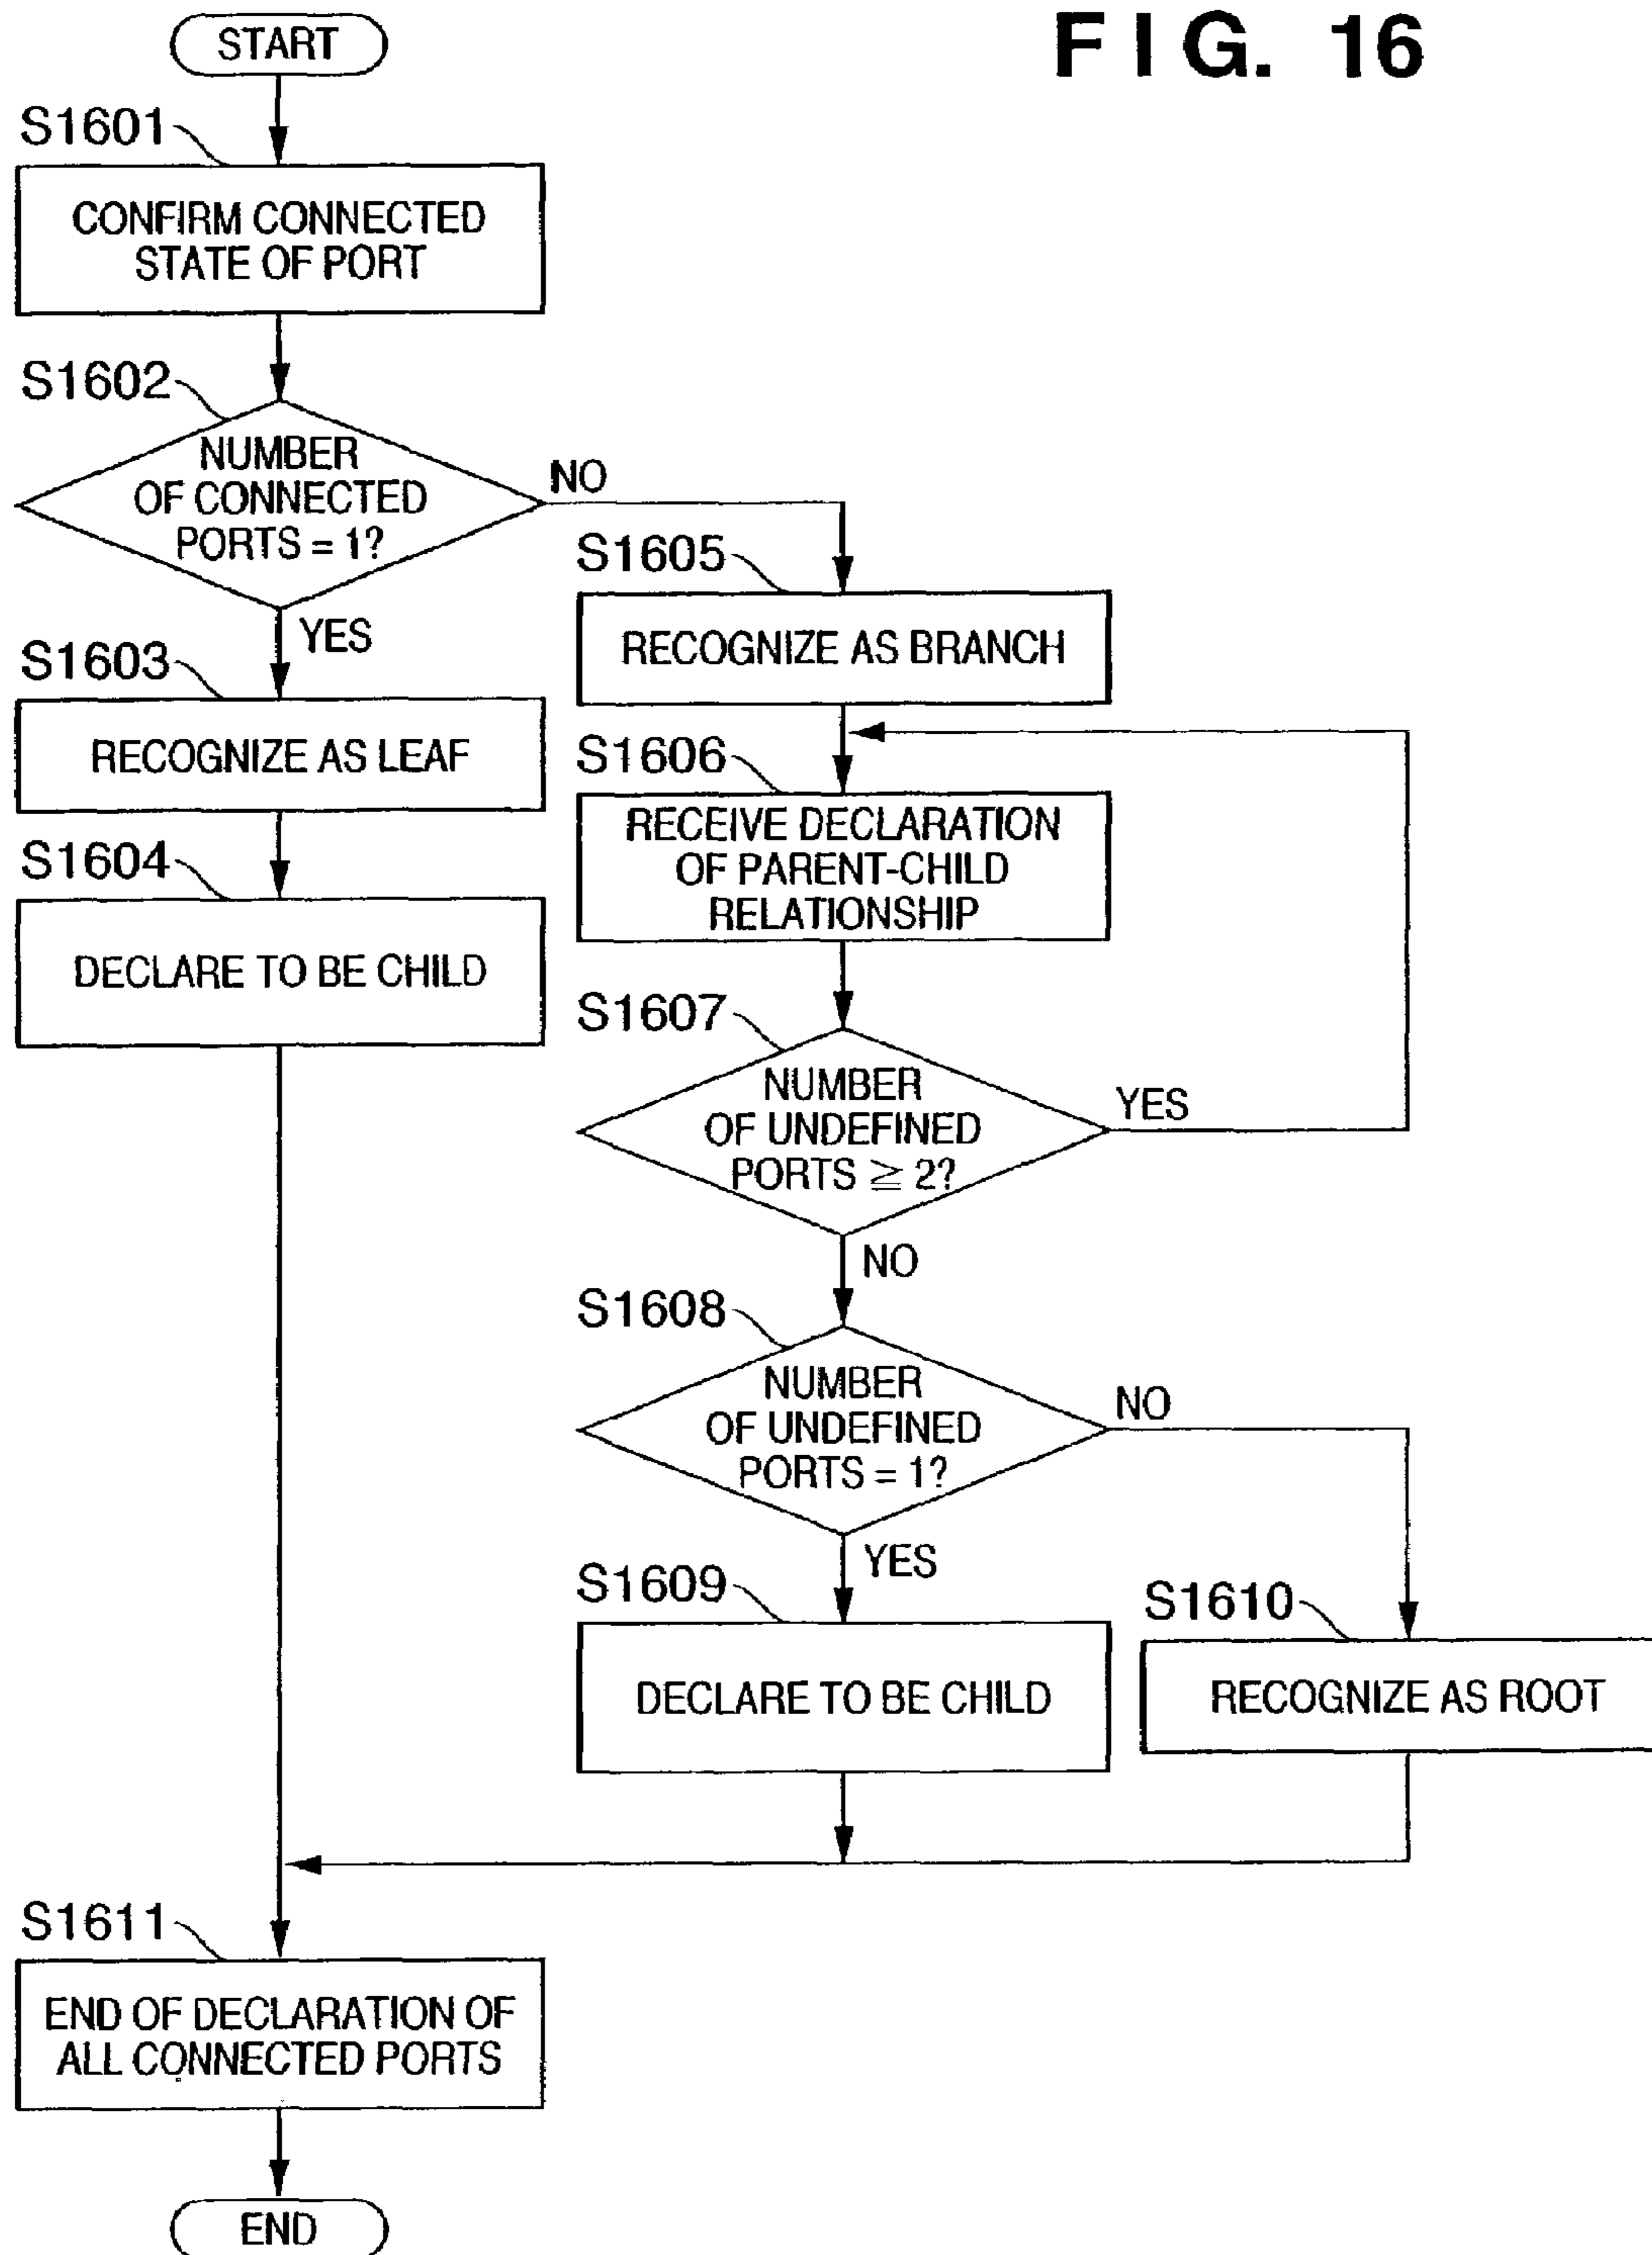 FIG. 16
START
S1601
CONFIRM CONNECTED
STATE OF PORT
S1602
NUMBER
OF CONNECTED
PORTS = 1?
NO
YES
S1603
RECOGNIZE AS LEAF
S1604
DECLARE TO BE CHILD
S1605
RECOGNIZE AS BRANCH
S1606
RECEIVE DECLARATION
OF PARENT-CHILD
RELATIONSHIP
S1607
NUMBER
OF UNDEFINED
PORTS ≧ 2?
YES
NO
S1608
NUMBER
OF UNDEFINED
PORTS = 1?
NO
YES
S1609
DECLARE TO BE CHILD
S1610
RECOGNIZE AS ROOT
S1611
END OF DECLARATION OF
ALL CONNECTED PORTS
END